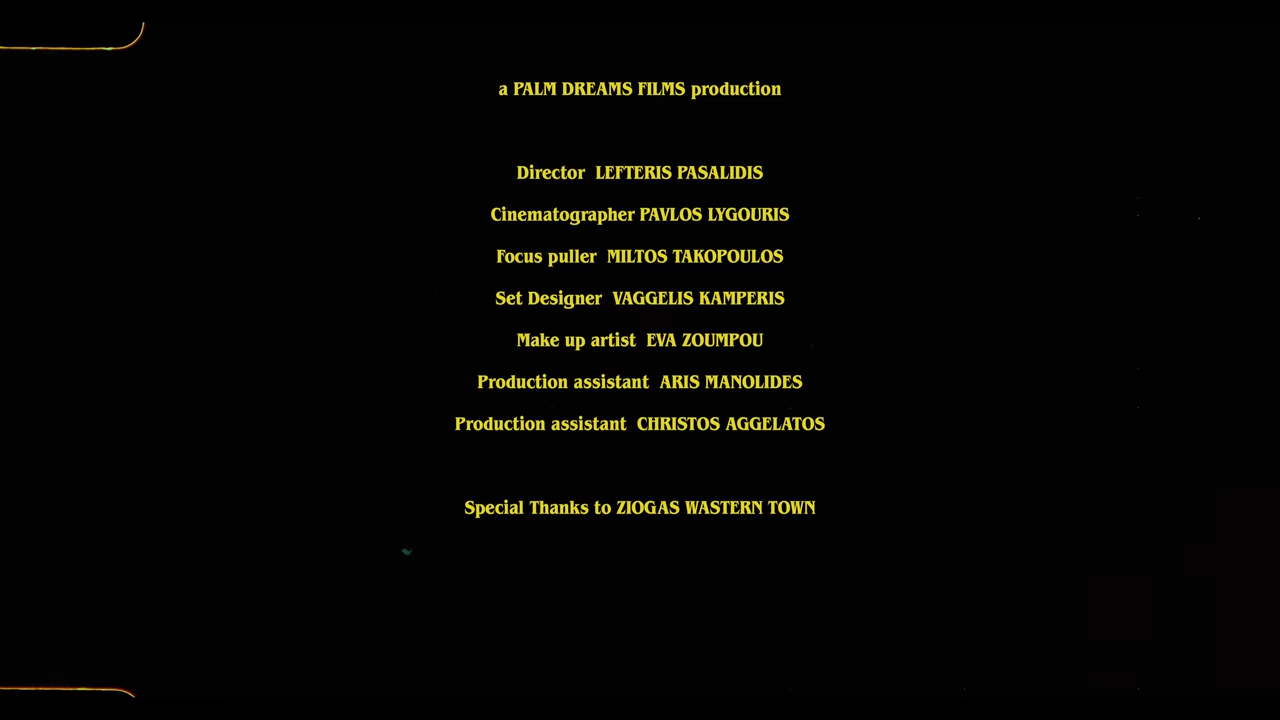 a PALM DREAMS FILMS production
Director LEFTERIS PASALIDIS
Cinematographer PAVLOS LYGOURIS
Focus puller MILTOS TAKOPOULOS
Set Designer VAGGELIS KAMPERIS
Make up artist EVA ZOUMPOU
Production assistant ARIS MANOLIDES
Production assistant CHRISTOS AGGELATOS
Special Thanks to ZIOGAS WASTERN TOWN